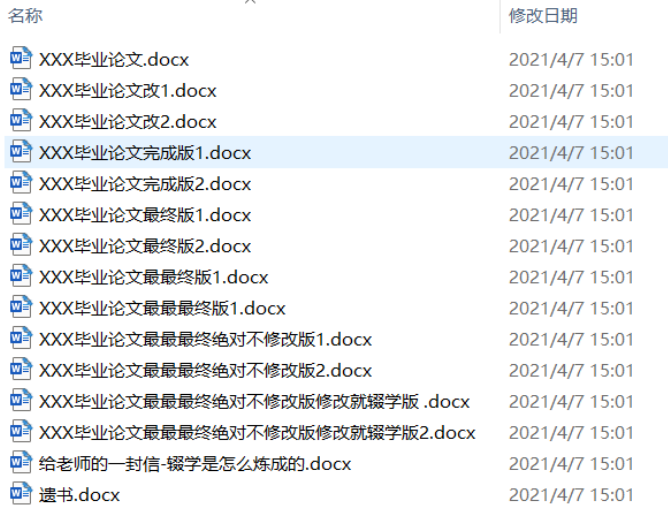 名称 修改日期
XXX毕业论文.docx 2021/4/7 15:01
XXX毕业论文改1.docx 2021/4/7 15:01
XXX毕业论文改2.docx 2021/4/7 15:01
XXX毕业论文完成版1.docx 2021/4/7 15:01
XXX毕业论文完成版2.docx 2021/4/7 15:01
XXX毕业论文最终版1.docx 2021/4/7 15:01
XXX毕业论文最终版2.docx 2021/4/7 15:01
XXX毕业论文最最终版1.docx 2021/4/7 15:01
XXX毕业论文最最最终版1.docx 2021/4/7 15:01
XXX毕业论文最最最终绝对不修改版1.docx 2021/4/7 15:01
XXX毕业论文最最最终绝对不修改版2.docx 2021/4/7 15:01
XXX毕业论文最最最终绝对不修改版修改就辍学版 .docx 2021/4/7 15:01
XXX毕业论文最最最终绝对不修改版修改就辍学版2.docx 2021/4/7 15:01
给老师的一封信-辍学是怎么炼成的.docx 2021/4/7 15:01
遗书.docx 2021/4/7 15:01